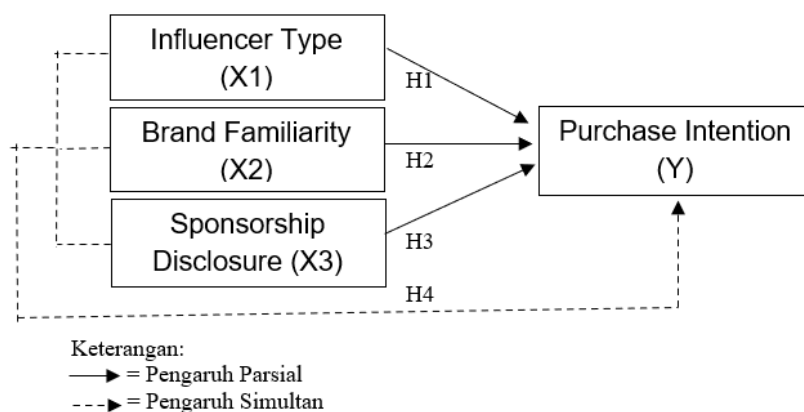 Influencer Type
(X1)
H1
Brand Familiarity
(X2)
H2
Purchase Intention
(Y)
Sponsorship
Disclosure (X3)
H3
H4
Keterangan:
= Pengaruh Parsial
= Pengaruh Simultan